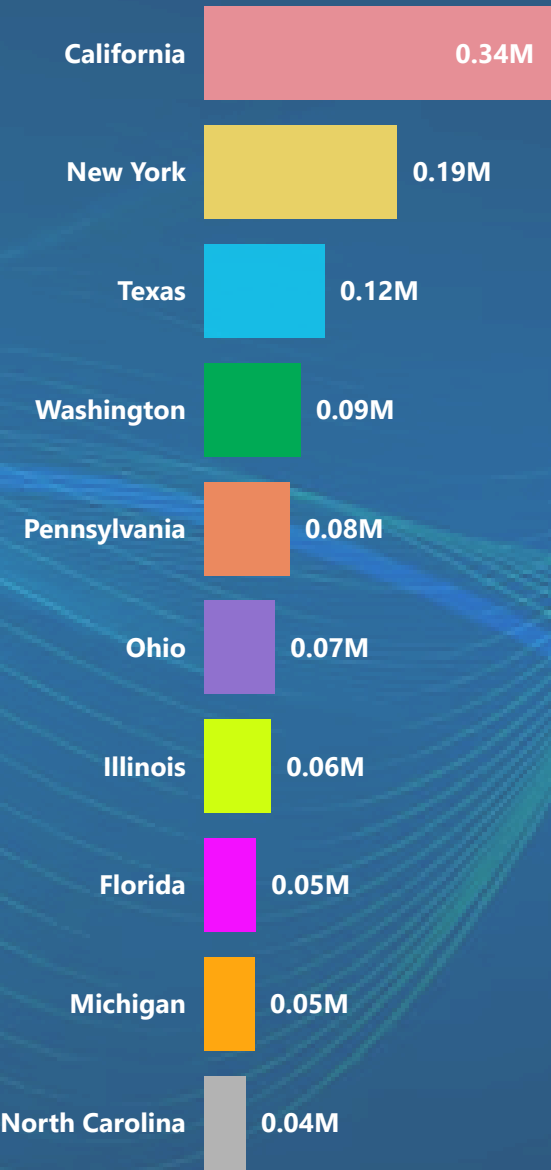 California 0.34M
New York 0.19M
Texas 0.12M
Washington 0.09M
Pennsylvania 0.08M
Ohio 0.07M
Illinois 0.06M
Florida 0.05M
Michigan 0.05M
North Carolina 0.04M